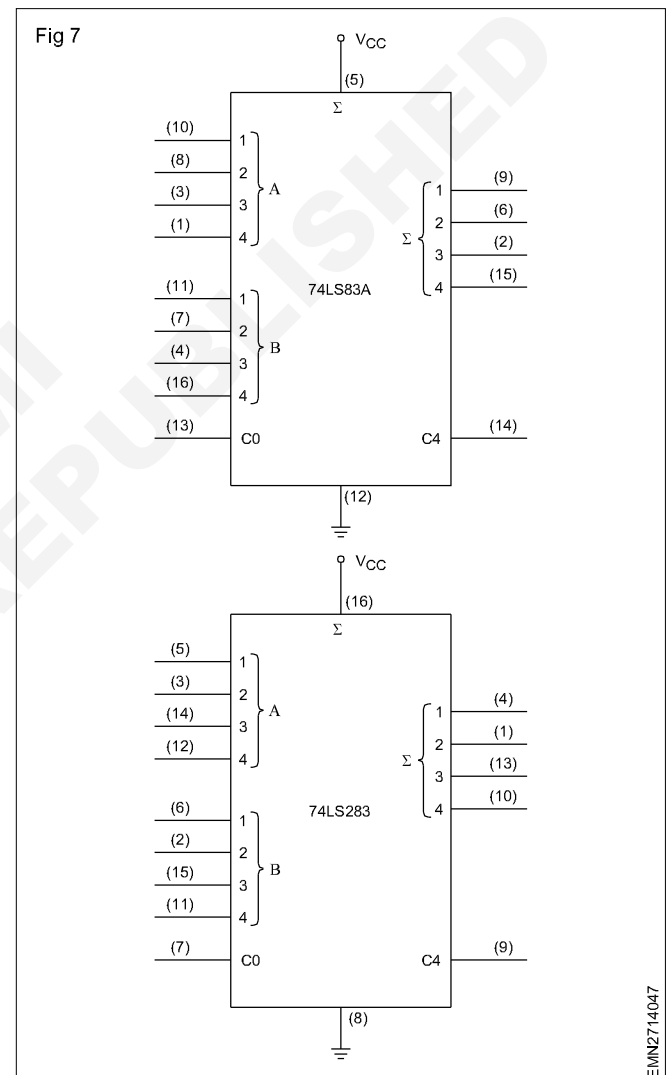 Fig 7
VCC
(5)
Σ
(10) 1
(8) 2
(3) 3
(1) 4
A
(11) 1
(7) 2
(4) 3
(16) 4
B
(13) C0
74LS83A
Σ
1 (9)
2 (6)
3 (2)
4 (15)
C4 (14)
(12)
VCC
(16)
Σ
(5) 1
(3) 2
(14) 3
(12) 4
A
(6) 1
(2) 2
(15) 3
(11) 4
B
(7) C0
74LS283
Σ
1 (4)
2 (1)
3 (13)
4 (10)
C4 (9)
(8)
EMN2714047
MI
REPUBLISHED